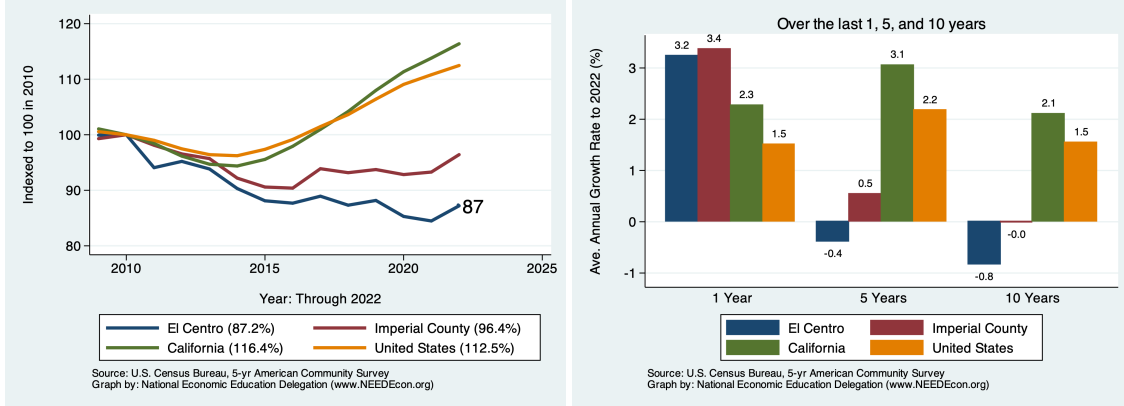 120
110
100
90
80
Indexed to 100 in 2010
87
2010
2015
2020
2025
Year: Through 2022
El Centro (87.2%)
Imperial County (96.4%)
California (116.4%)
United States (112.5%)
Source: U.S. Census Bureau, 5-yr American Community Survey
Graph by: National Economic Education Delegation (www.NEEDEcon.org)
Over the last 1, 5, and 10 years
Ave. Annual Growth Rate to 2022 (%)
3
2
1
0
-1
3.2
3.4
2.3
1.5
-0.4
0.5
3.1
2.2
-0.8
-0.0
2.1
1.5
1 Year
5 Years
10 Years
El Centro
Imperial County
California
United States
Source: U.S. Census Bureau, 5-yr American Community Survey
Graph by: National Economic Education Delegation (www.NEEDEcon.org)